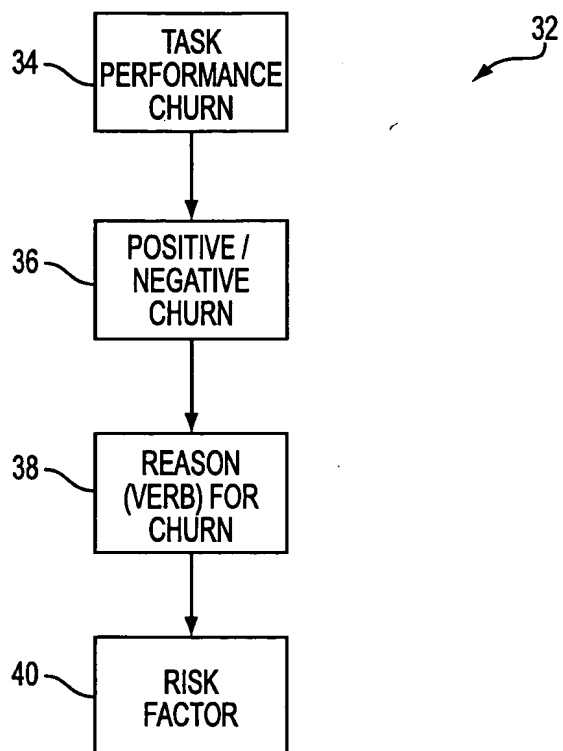 32
34
TASK
PERFORMANCE
CHURN
36
POSITIVE /
NEGATIVE
CHURN
38
REASON
(VERB) FOR
CHURN
40
RISK
FACTOR